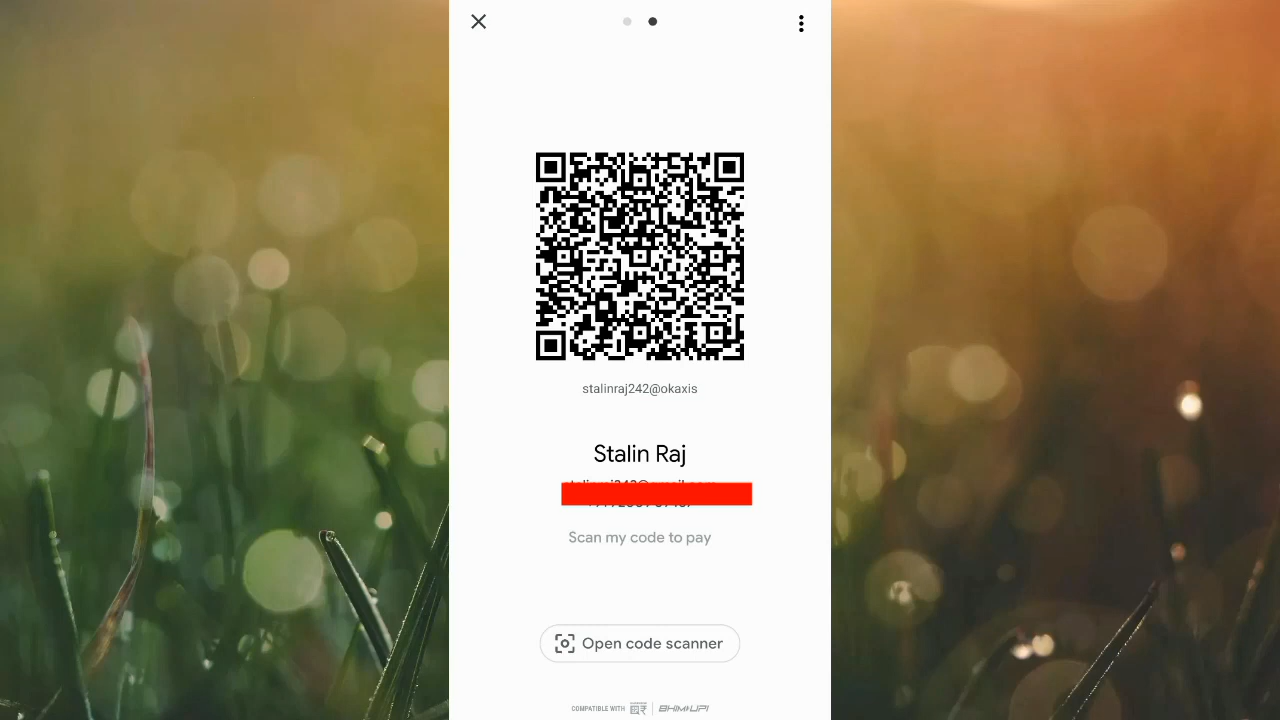 stalinraj242@okaxis
Stalin Raj
Scan my code to pay
Open code scanner
COMPATIBLE WITH BHIM UPI